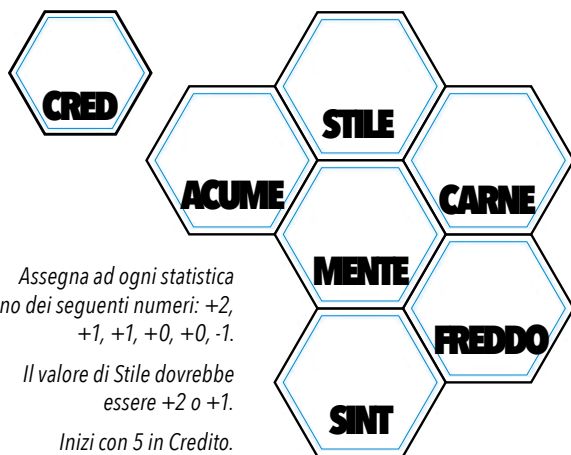 CRED
STILE
ACUME
CARNE
MENTE
FREDDO
SINT
Assegna ad ogni statistica
no dei seguenti numeri: +2,
+1, +1, +0, +0, -1.
Il valore di Stile dovrebbe
essere +2 o +1.
Inizi con 5 in Credito.